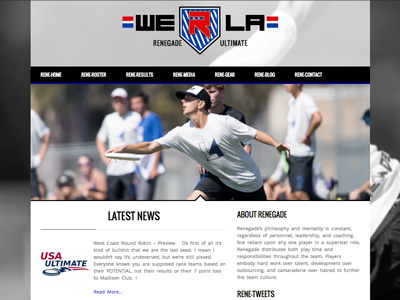 WE R LA
RENEGADE ULTIMATE
RENE-HOME RENE-ROSTER RENE-RESULTS RENE-MEDIA RENE-GEAR RENE-BLOG RENE-CONTACT
LATEST NEWS
USA
ULTIMATE
West Coast Round Robin – Preview Ok first of all it's
kind of bullshit that we are the last seed. I mean I
wouldn't say it's undeserved, but we're still pissed.
Everyone knows you are supposed rank teams based on
their POTENTIAL, not their results or their 7 point loss
to Madison Club. I
Read More...
ABOUT RENEGADE
Renegade's philosophy and mentality is constant,
regardless of personnel, leadership, and coaching.
Not reliant upon any one player in a superstar role,
Renegade distributes both play time and
responsibilities throughout the team. Players
embody hard work over talent, development over
outsourcing, and camaraderie over hatred to further
the team culture.
RENE-TWEETS